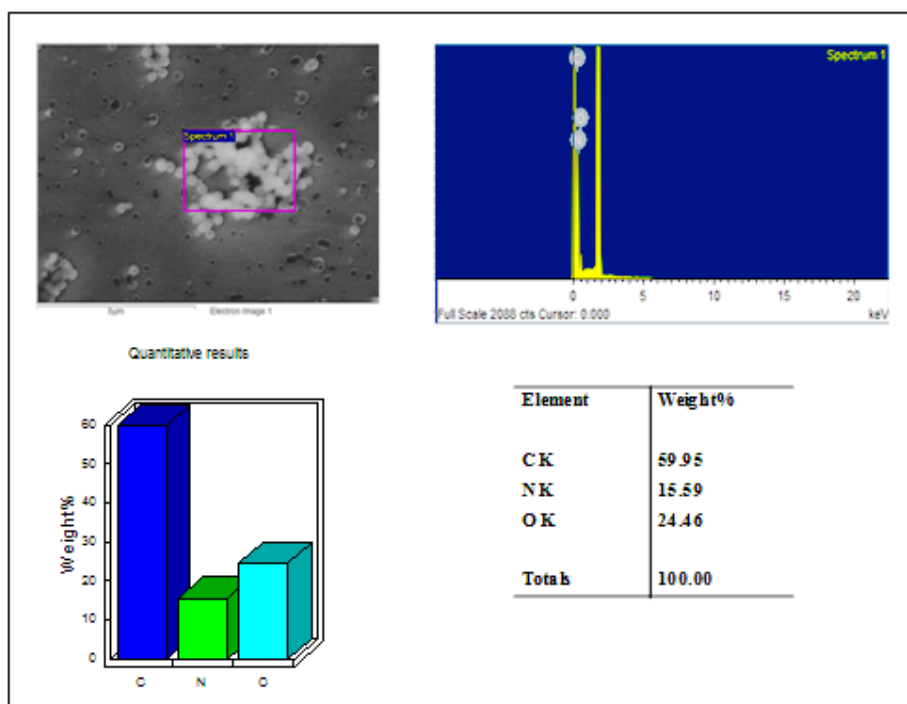 Spectrum 1
5um Electron Image 1
Spectrum 1
0 5 10 15 20
Full Scale 2088 cts Cursor: 0.000 keV
Quantitative results
Weight%
60
50
40
30
20
10
0
C N O
Element Weight%
C K 59.95
N K 15.59
O K 24.46
Totals 100.00